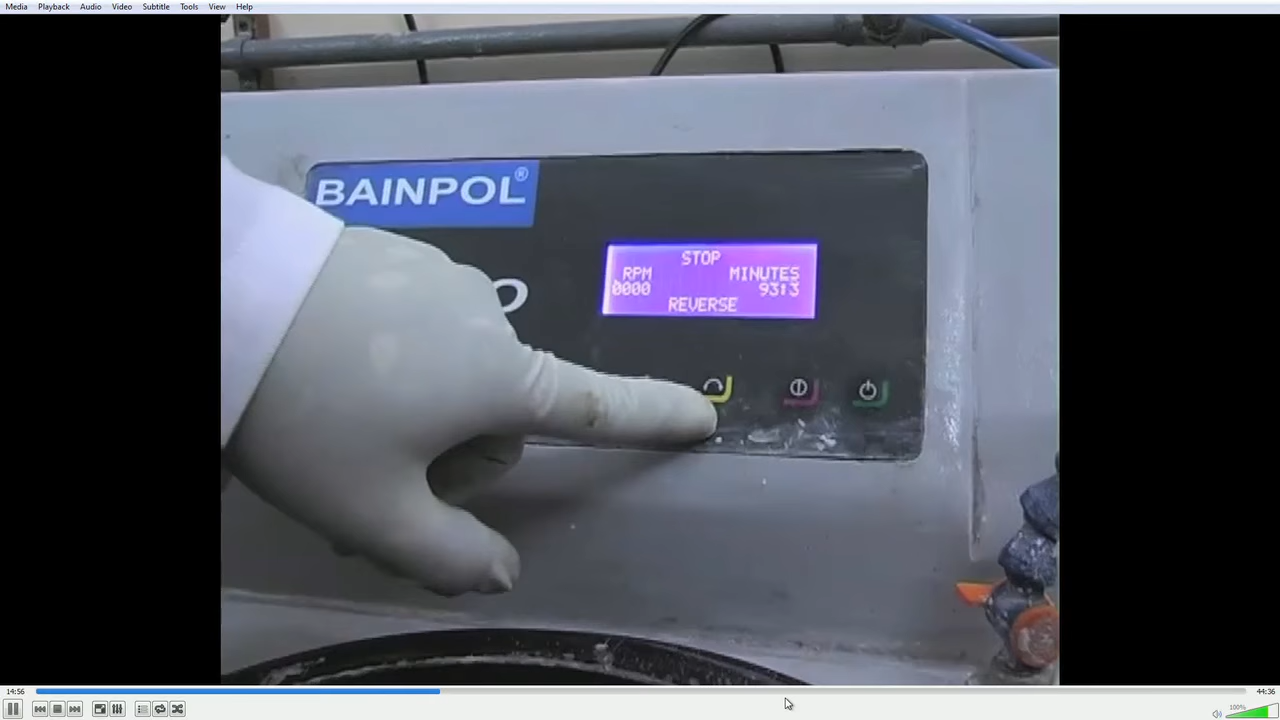 Media Playback Audio Video Subtitle Tools View Help
BAINPOL®
STOP
RPM MINUTES
0000 93:3
REVERSE
14:56 44:36
100%